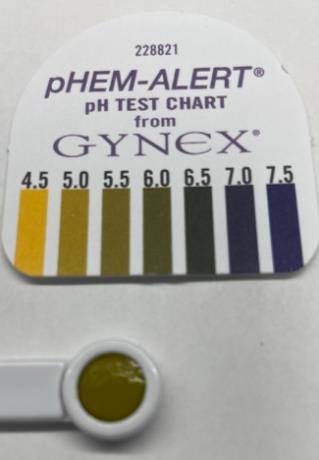 228821
pHEM-ALERT®
pH TEST CHART
from
GYNEX®
4.5 5.0 5.5 6.0 6.5 7.0 7.5